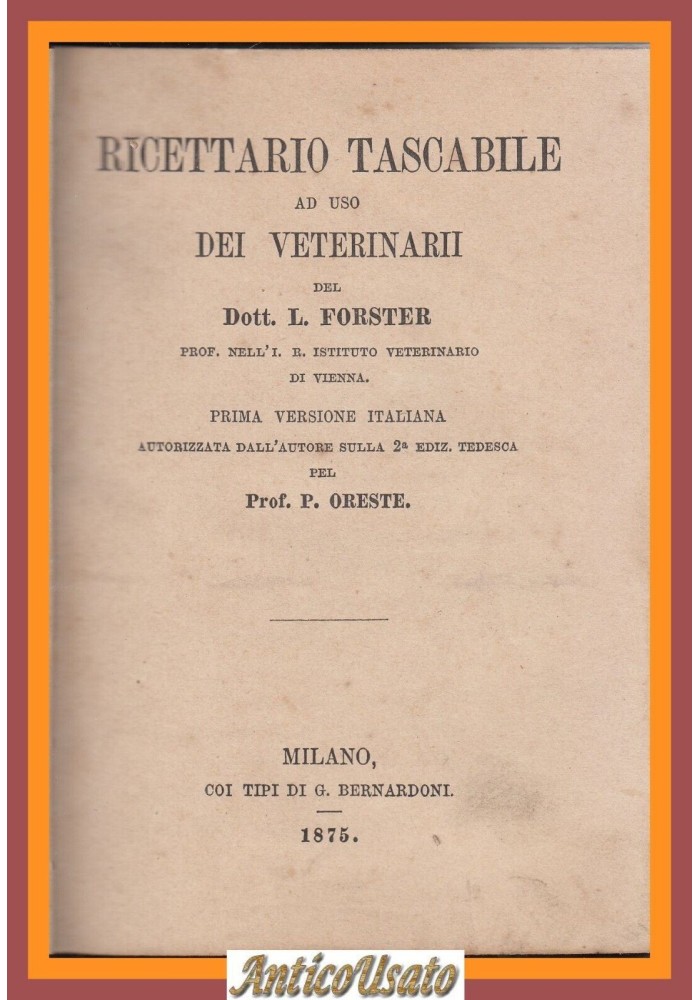 RICETTARIO TASCABILE
AD USO
DEI VETERINARII
DEL
Dott. L. FORSTER
PROF. NELL'I. R. ISTITUTO VETERINARIO
DI VIENNA.
PRIMA VERSIONE ITALIANA
AUTORIZZATA DALL'AUTORE SULLA 2ª EDIZ. TEDESCA
PEL
Prof. P. ORESTE.
MILANO,
COI TIPI DI G. BERNARDONI.
1875.
AnticoUsato